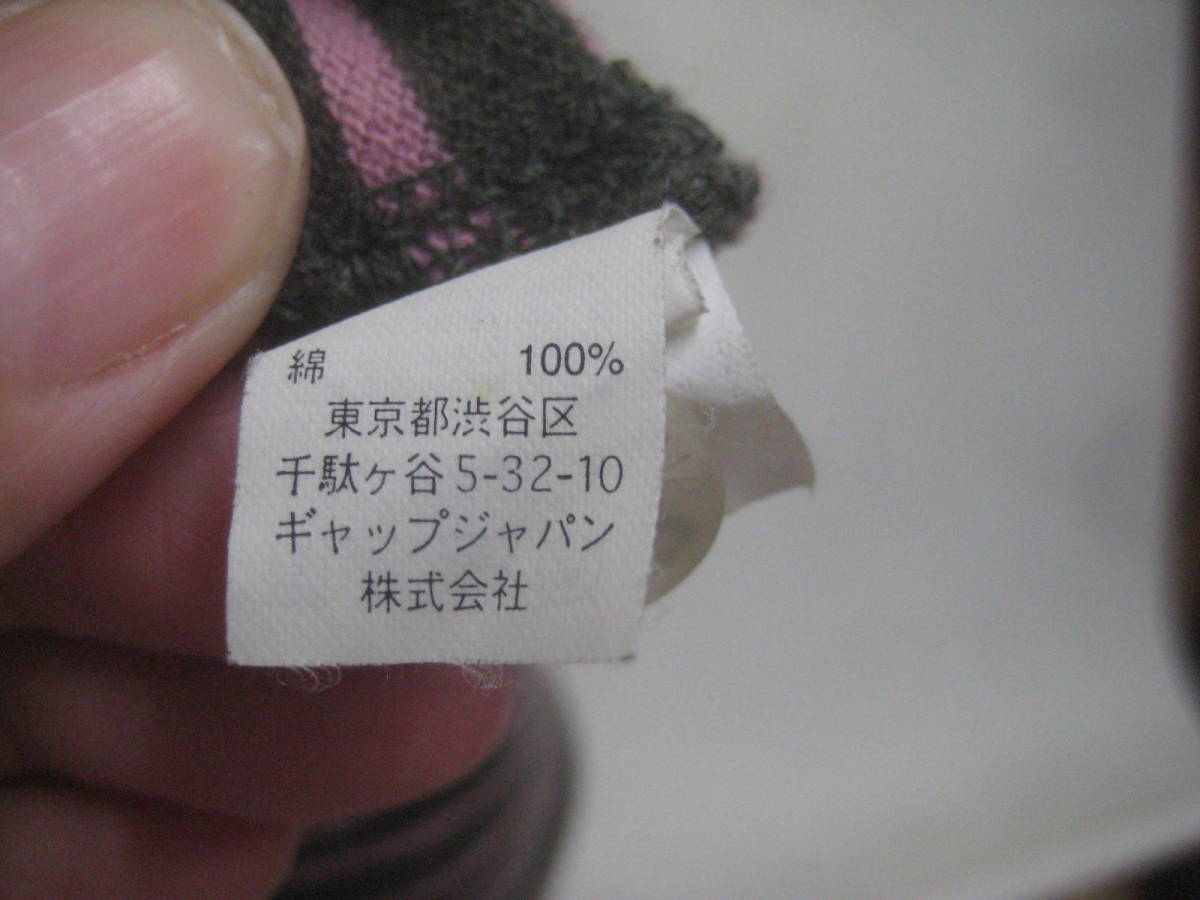 綿 100%
東京都渋谷区
千駄ヶ谷5-32-10
ギャップジャパン
株式会社